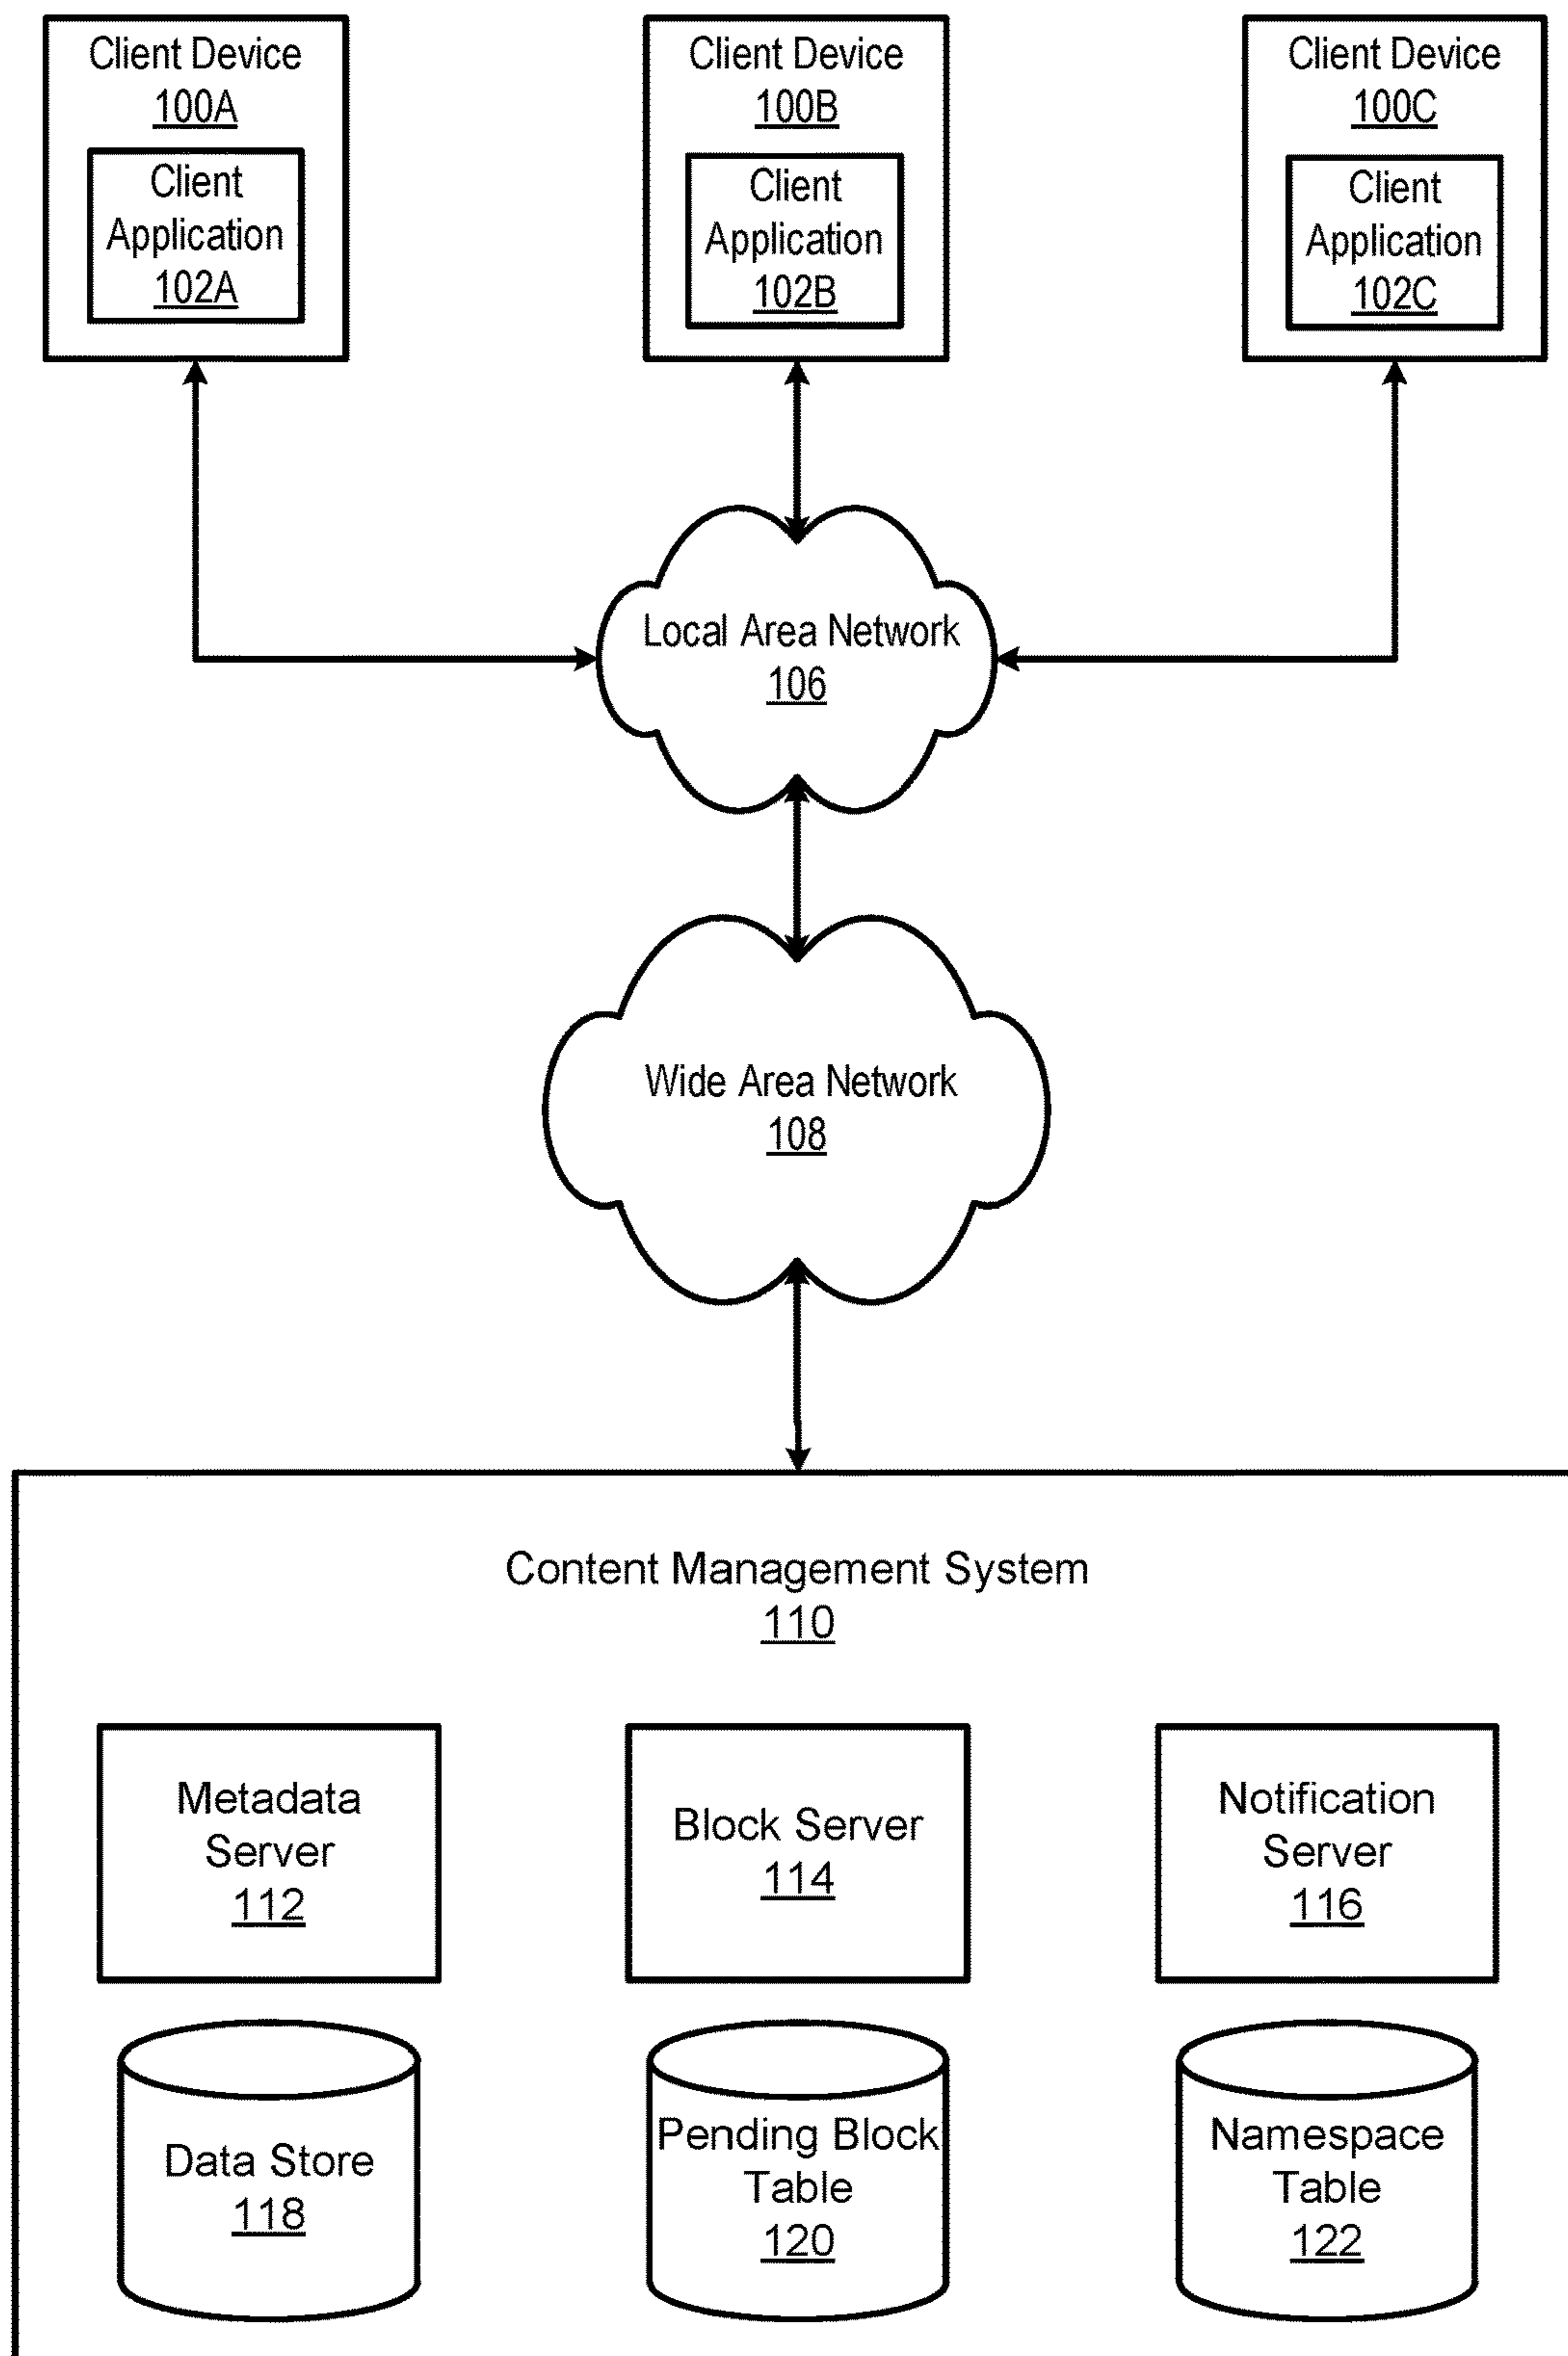 Client Device
100A
Client
Application
102A
Client Device
100B
Client
Application
102B
Client Device
100C
Client
Application
102C
Local Area Network
106
Wide Area Network
108
Content Management System
110
Metadata
Server
112
Block Server
114
Notification
Server
116
Data Store
118
Pending Block
Table
120
Namespace
Table
122